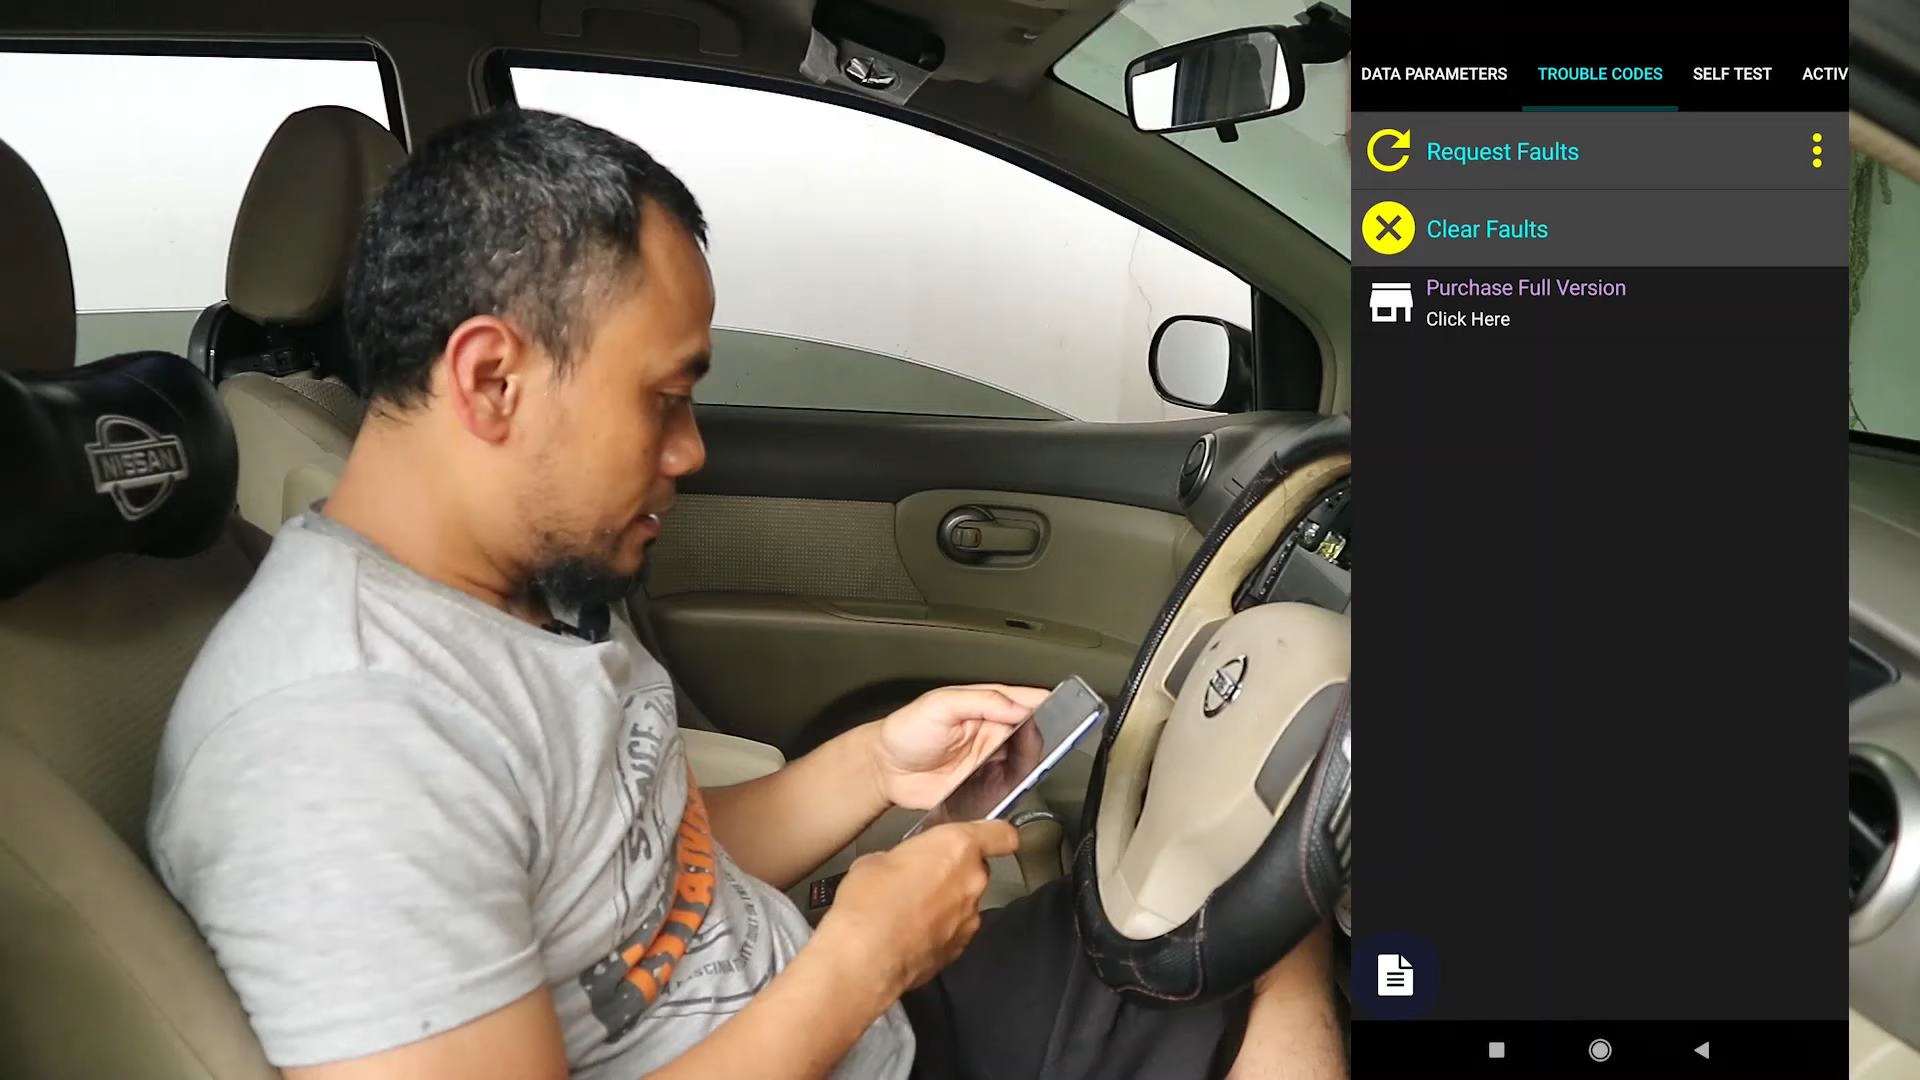 DATA PARAMETERS TROUBLE CODES SELF TEST ACTIV
Request Faults
Clear Faults
Purchase Full Version
Click Here
NISSAN